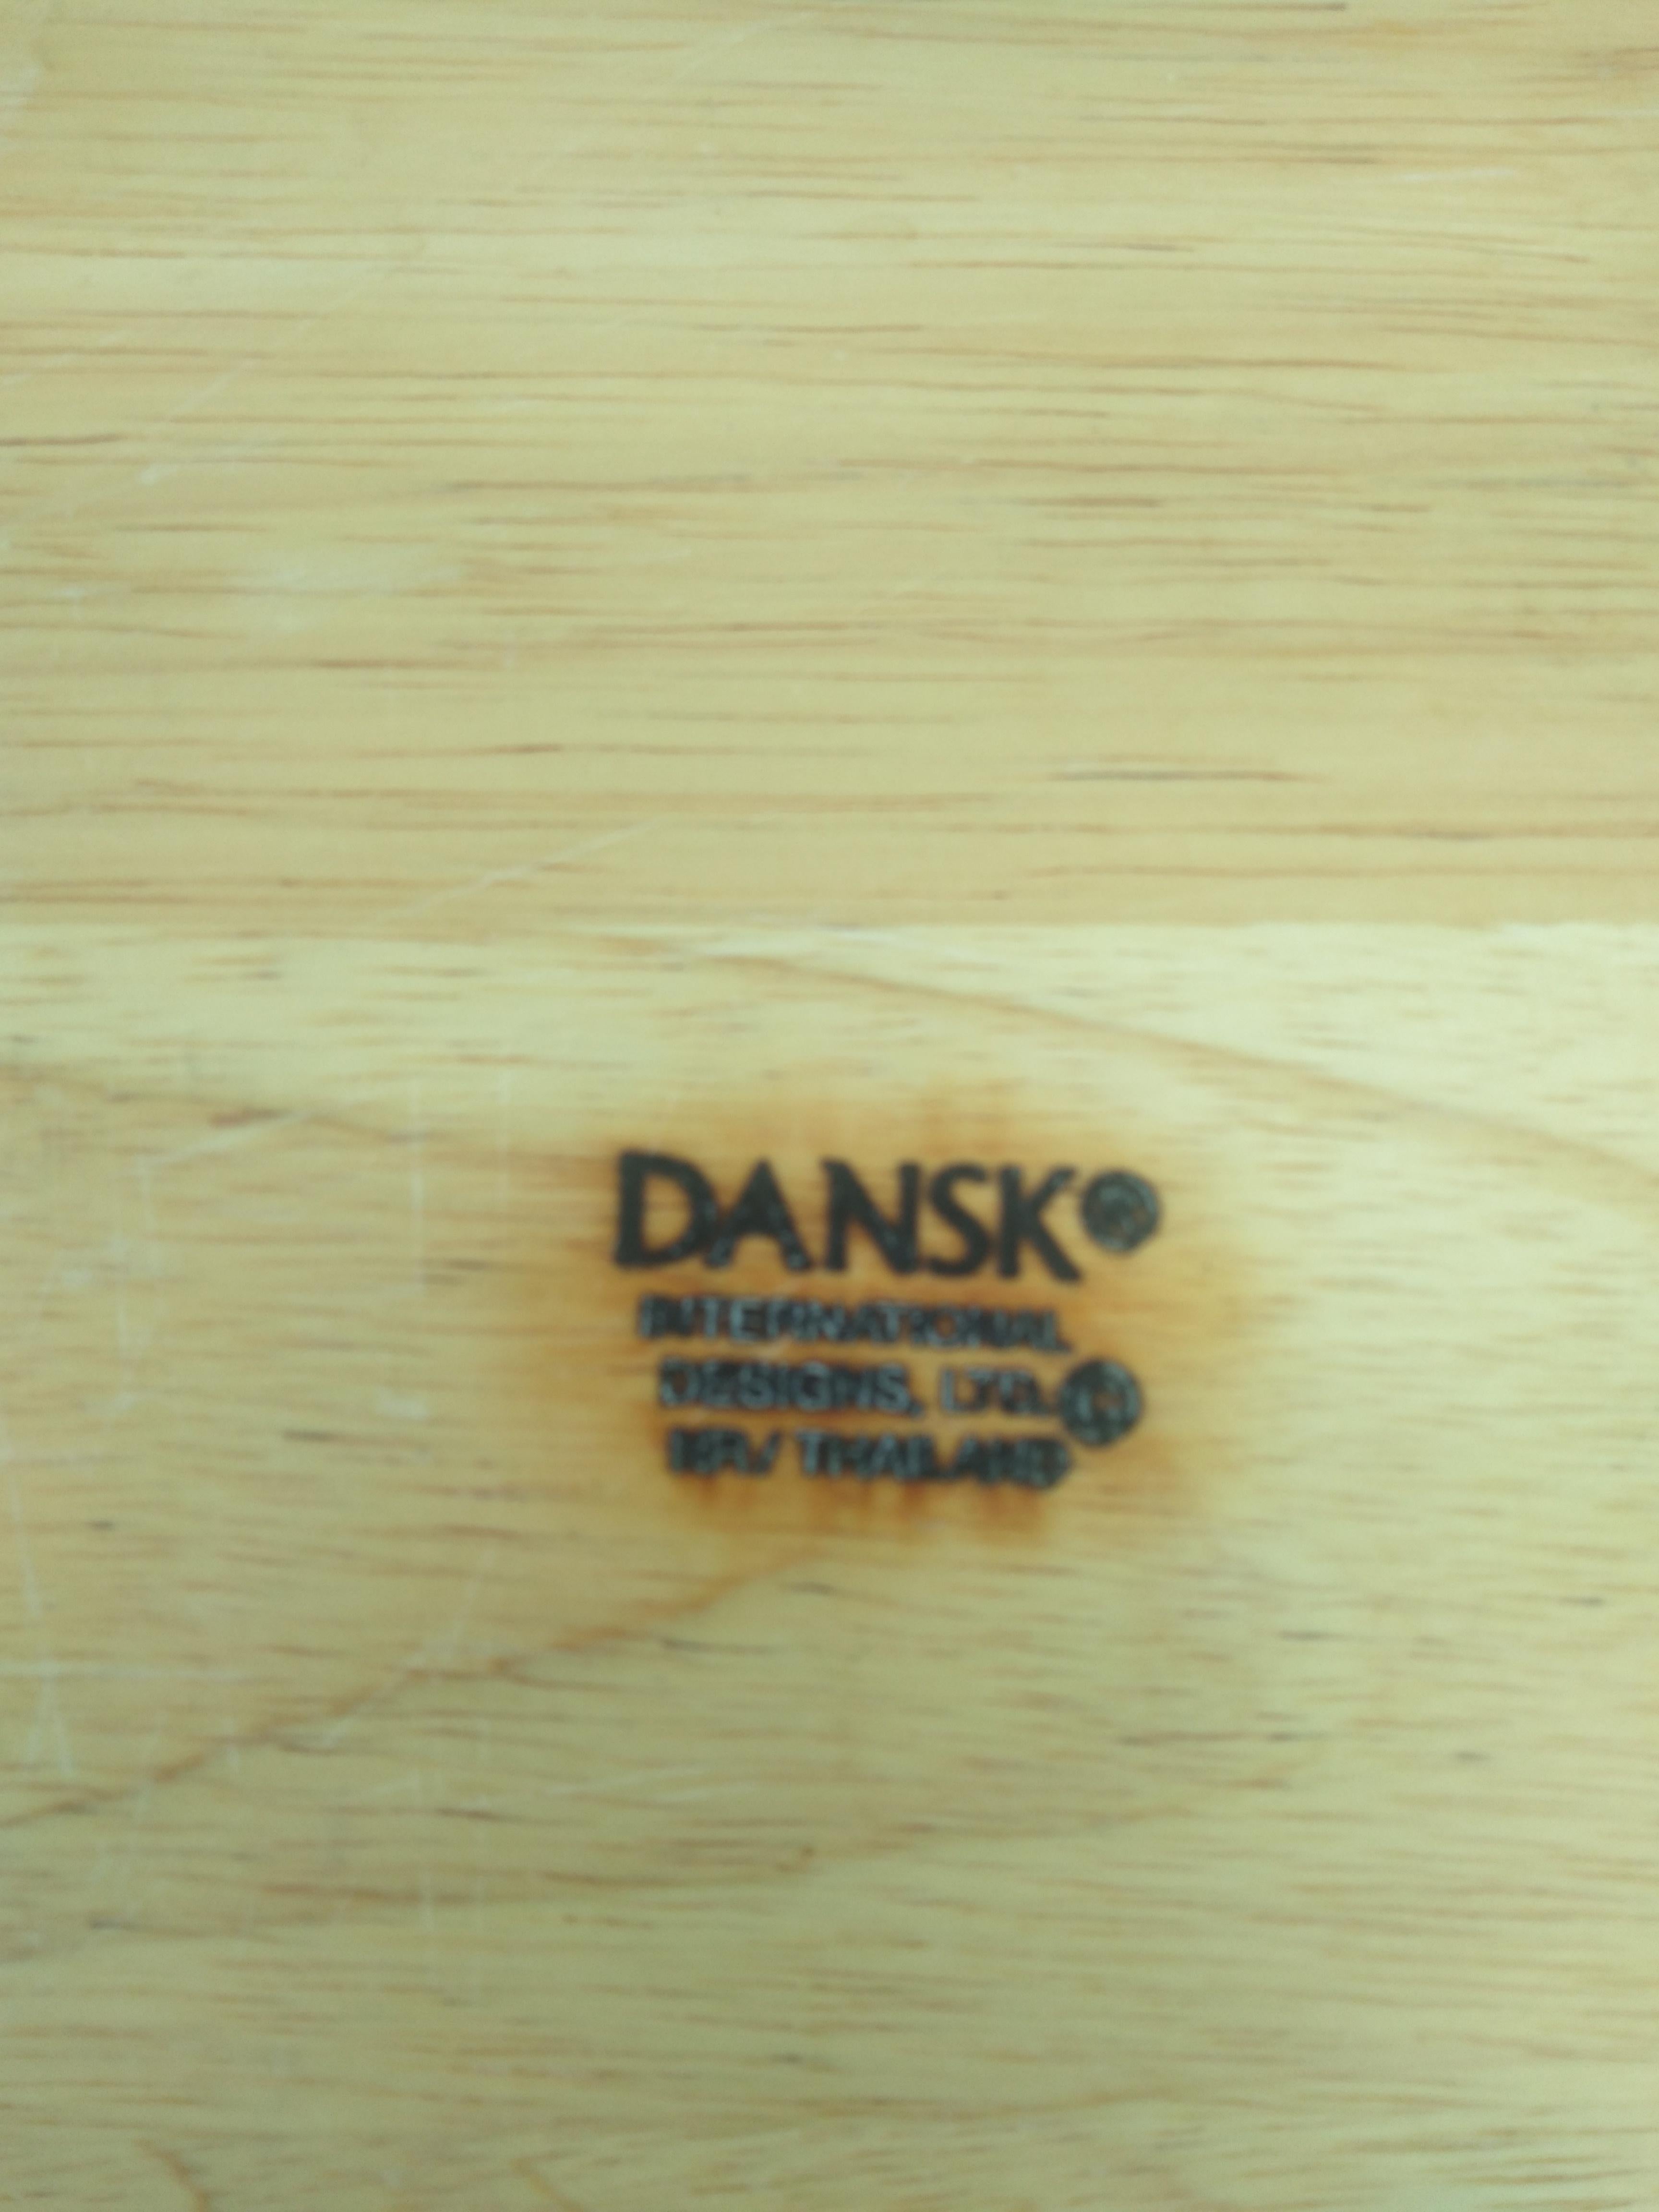 DANSK®
INTERNATIONAL
DESIGNS, LTD.©
/ THAILAND